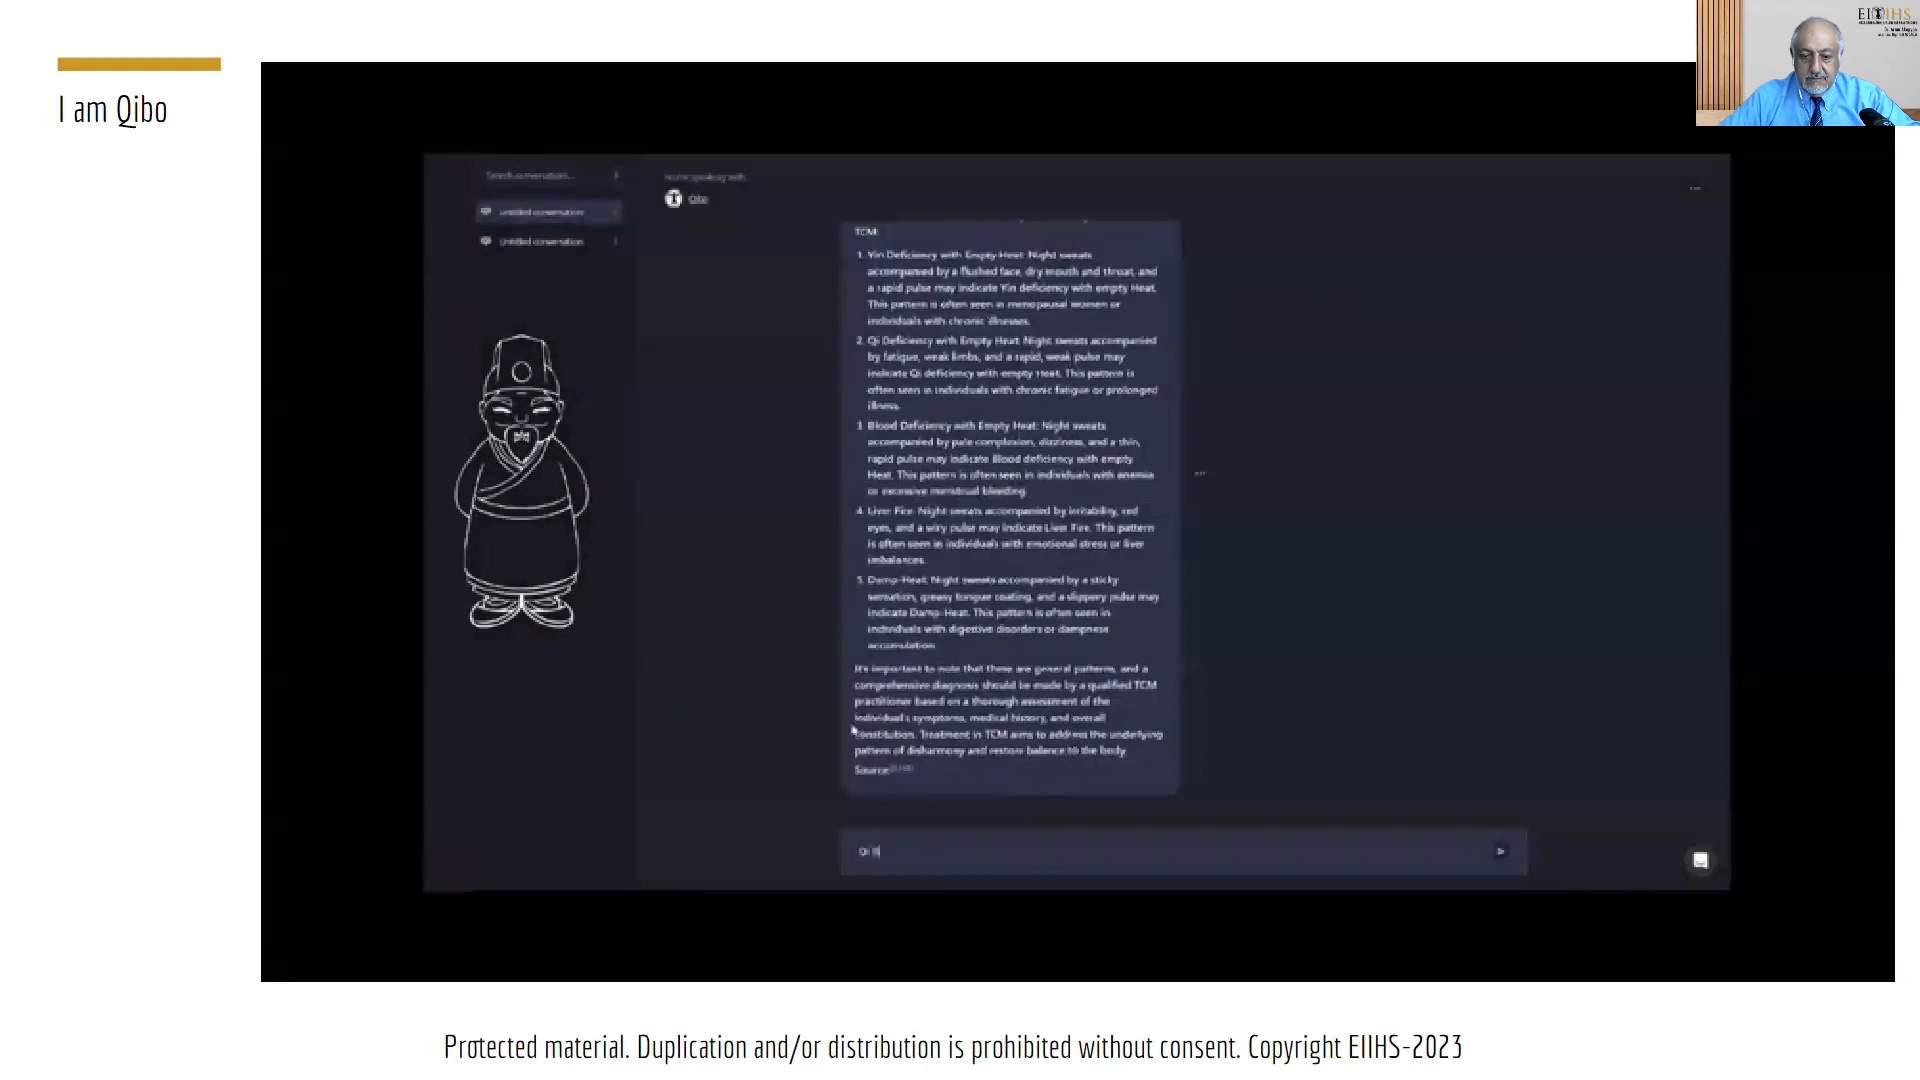 EIIHS
I am Qibo
Search conversation...
Untitled conversation
Untitled conversation
Qibo
TCM:
1. Yin Deficiency with Empty Heat: Night sweats
accompanied by a flushed face, dry mouth and throat, and
a rapid pulse may indicate Yin deficiency with empty Heat.
This pattern is often seen in menopausal women or
individuals with chronic illnesses.
2. Qi Deficiency with Empty Heat: Night sweats accompanied
by fatigue, weak limbs, and a rapid, weak pulse may
indicate Qi deficiency with empty Heat. This pattern is
often seen in individuals with chronic fatigue or prolonged
illness.
3. Blood Deficiency with Empty Heat: Night sweats
accompanied by pale complexion, dizziness, and a thin,
rapid pulse may indicate Blood deficiency with empty
Heat. This pattern is often seen in individuals with anemia
or excessive menstrual bleeding.
4. Liver Fire: Night sweats accompanied by irritability, red
eyes, and a wiry pulse may indicate Liver Fire. This pattern
is often seen in individuals with emotional stress or liver
imbalances.
5. Damp-Heat: Night sweats accompanied by a sticky
sensation, greasy tongue coating, and a slippery pulse may
indicate Damp-Heat. This pattern is often seen in
individuals with digestive disorders or dampness
accumulation.
It's important to note that these are general patterns, and a
comprehensive diagnosis should be made by a qualified TCM
practitioner based on a thorough assessment of the
individual's symptoms, medical history, and overall
constitution. Treatment in TCM aims to address the underlying
pattern of disharmony and restore balance to the body.
Source:
Protected material. Duplication and/or distribution is prohibited without consent. Copyright EIIHS-2023